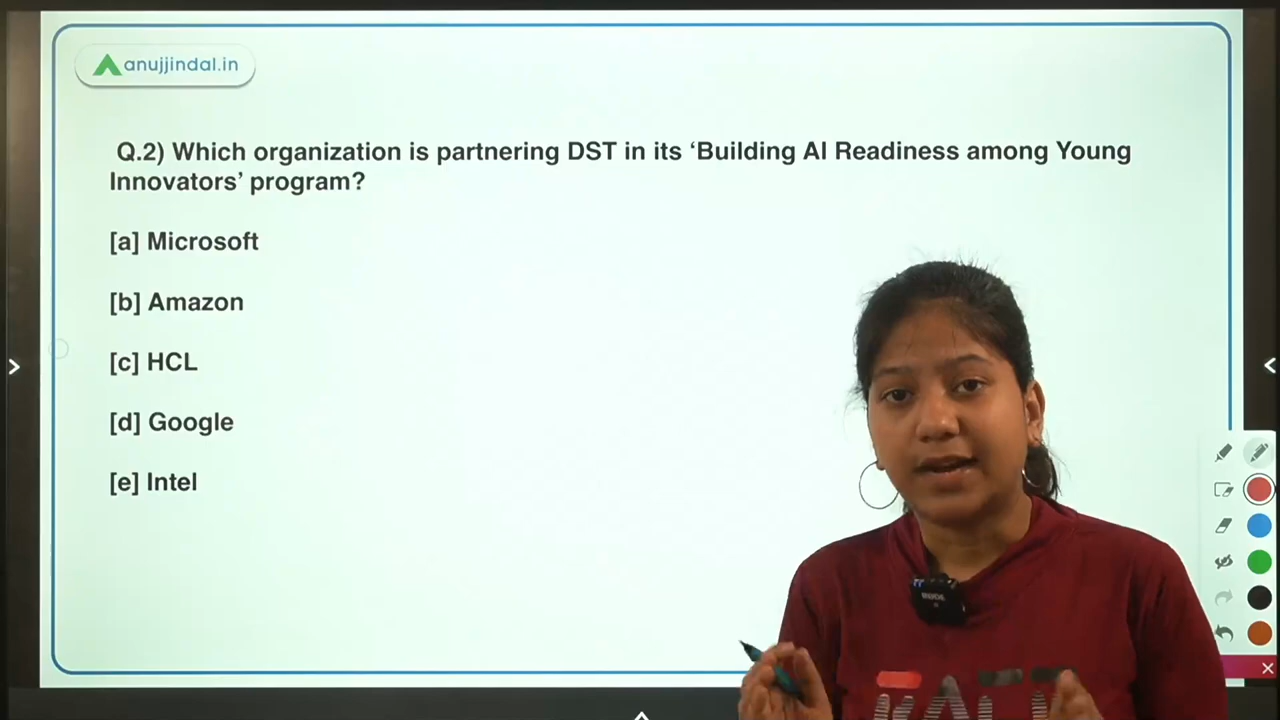 anujjindal.in
Q.2) Which organization is partnering DST in its ‘Building AI Readiness among Young
Innovators’ program?
[a] Microsoft
[b] Amazon
[c] HCL
[d] Google
[e] Intel
RODE